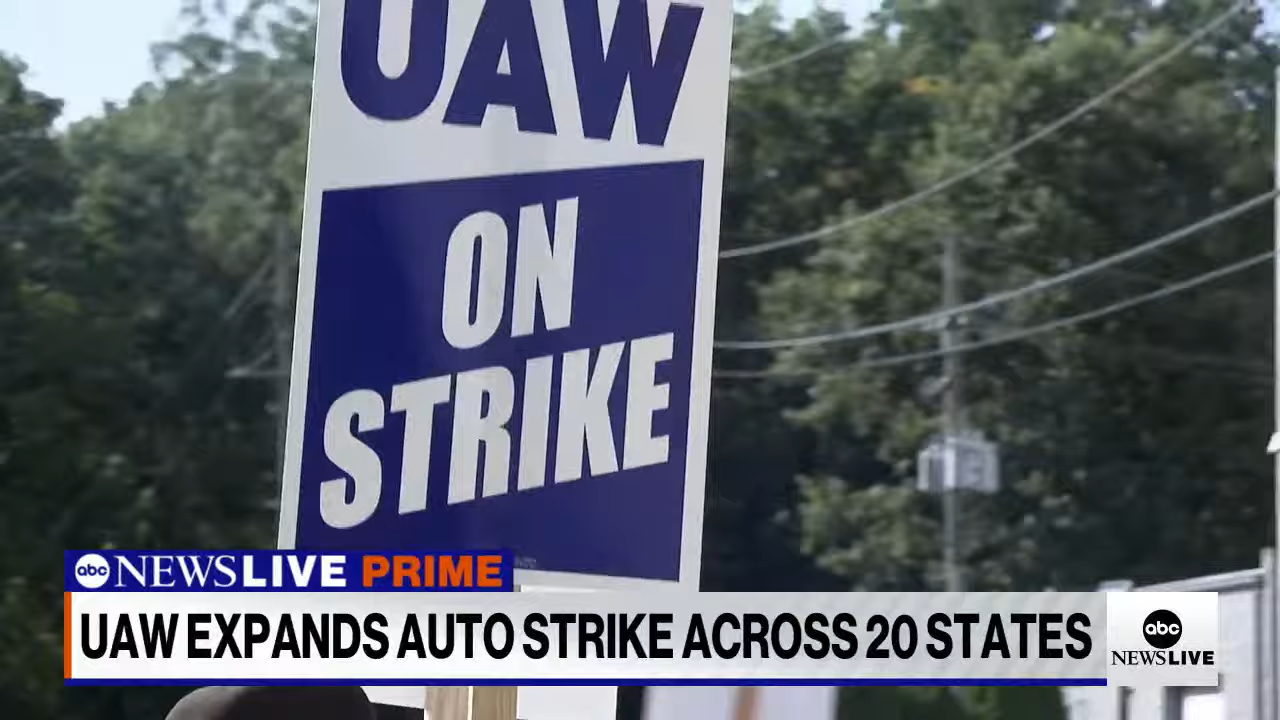 UAW
ON
STRIKE
abc NEWS LIVE PRIME
UAW EXPANDS AUTO STRIKE ACROSS 20 STATES
abc
NEWS LIVE